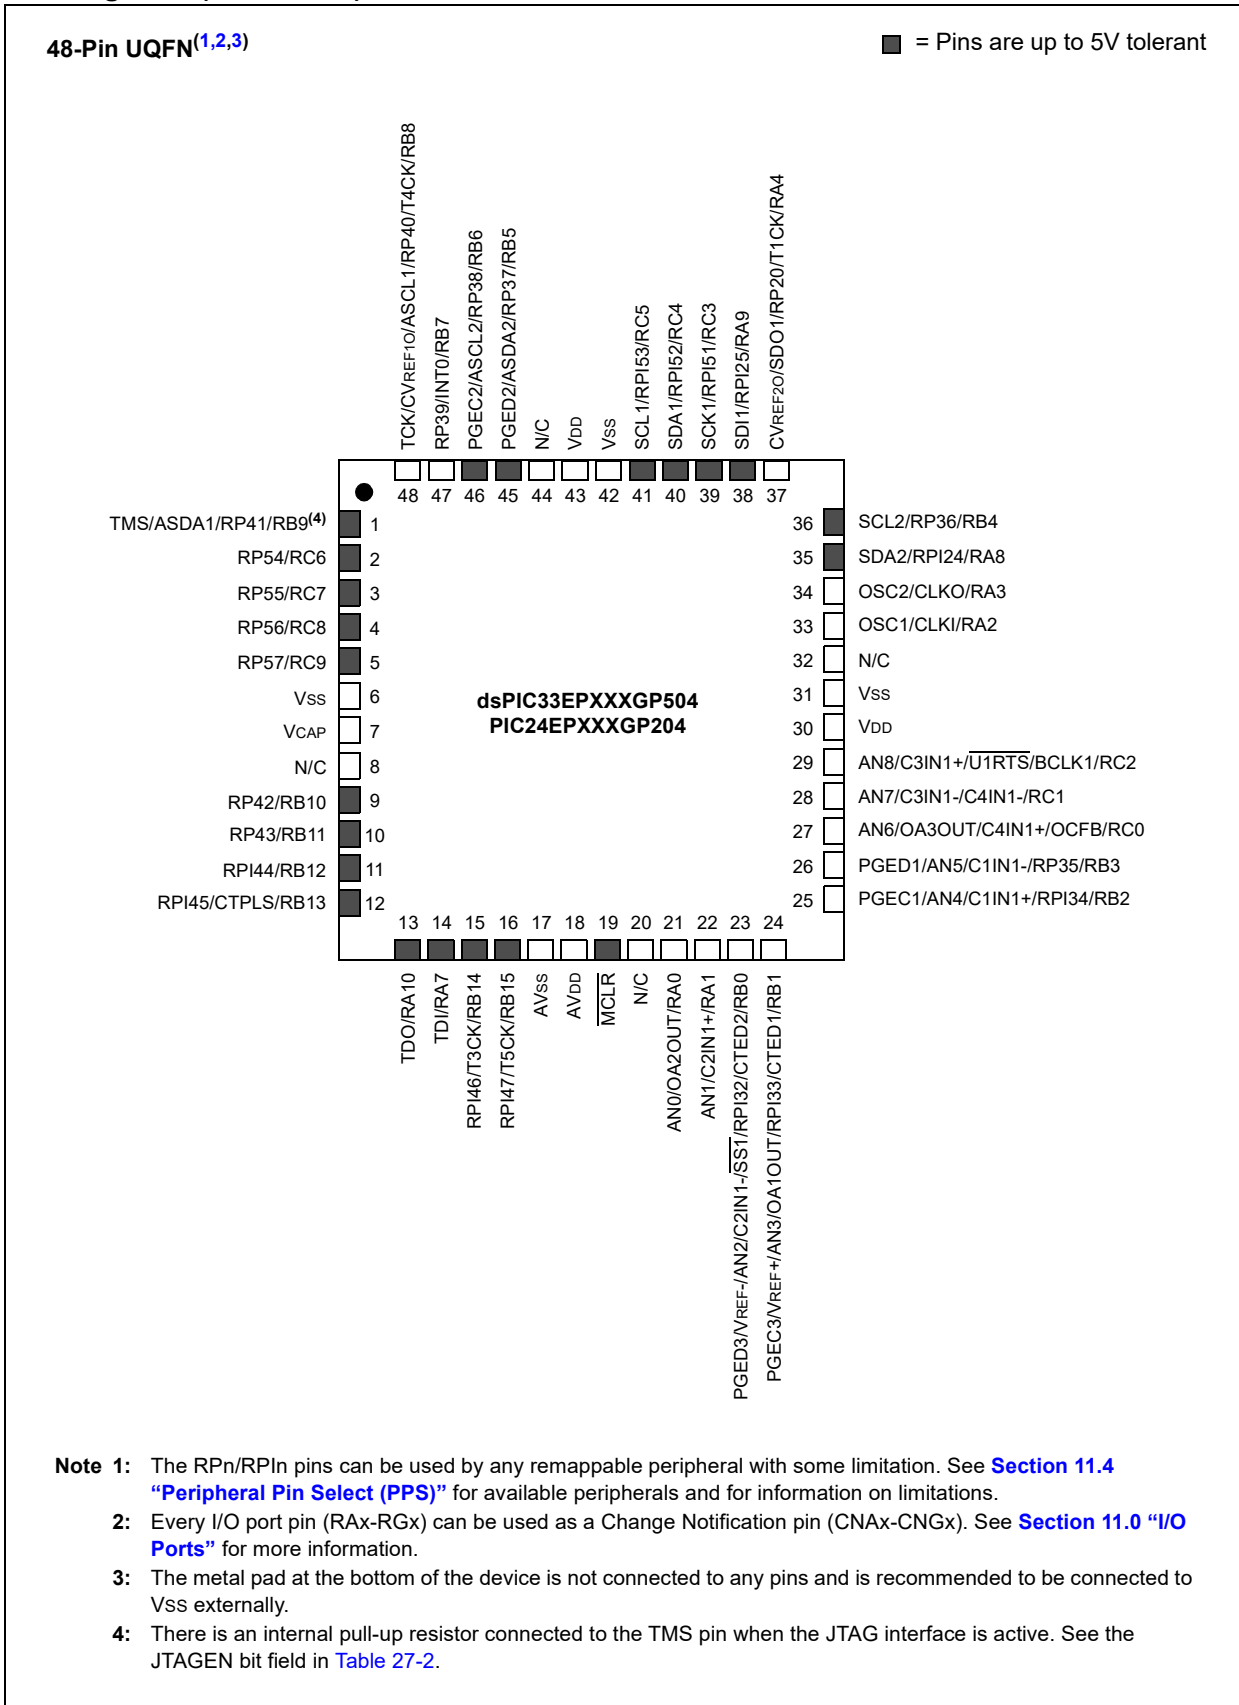 48-Pin UQFN(1,2,3)
= Pins are up to 5V tolerant
TCK/CVREF1O/ASCL1/RP40/T4CK/RB8
RP39/INT0/RB7
PGEC2/ASCL2/RP38/RB6
PGED2/ASDA2/RP37/RB5
N/C
VDD
VSS
SCL1/RPI53/RC5
SDA1/RPI52/RC4
SCK1/RPI51/RC3
SDI1/RPI25/RA9
CVREF2O/SDO1/RP20/T1CK/RA4
48 47 46 45 44 43 42 41 40 39 38 37
TMS/ASDA1/RP41/RB9(4) 1
RP54/RC6 2
RP55/RC7 3
RP56/RC8 4
RP57/RC9 5
VSS 6
VCAP 7
N/C 8
RP42/RB10 9
RP43/RB11 10
RPI44/RB12 11
RPI45/CTPLS/RB13 12
dsPIC33EPXXXGP504
PIC24EPXXXGP204
36 SCL2/RP36/RB4
35 SDA2/RPI24/RA8
34 OSC2/CLKO/RA3
33 OSC1/CLKI/RA2
32 N/C
31 VSS
30 VDD
29 AN8/C3IN1+/U1RTS/BCLK1/RC2
28 AN7/C3IN1-/C4IN1-/RC1
27 AN6/OA3OUT/C4IN1+/OCFB/RC0
26 PGED1/AN5/C1IN1-/RP35/RB3
25 PGEC1/AN4/C1IN1+/RPI34/RB2
13 14 15 16 17 18 19 20 21 22 23 24
TDO/RA10
TDI/RA7
RPI46/T3CK/RB14
RPI47/T5CK/RB15
AVSS
AVDD
MCLR
N/C
AN0/OA2OUT/RA0
AN1/C2IN1+/RA1
PGED3/VREF-/AN2/C2IN1-/SS1/RPI32/CTED2/RB0
PGEC3/VREF+/AN3/OA1OUT/RPI33/CTED1/RB1
Note 1: The RPn/RPIn pins can be used by any remappable peripheral with some limitation. See Section 11.4
“Peripheral Pin Select (PPS)” for available peripherals and for information on limitations.
2: Every I/O port pin (RAx-RGx) can be used as a Change Notification pin (CNAx-CNGx). See Section 11.0 “I/O
Ports” for more information.
3: The metal pad at the bottom of the device is not connected to any pins and is recommended to be connected to
VSS externally.
4: There is an internal pull-up resistor connected to the TMS pin when the JTAG interface is active. See the
JTAGEN bit field in Table 27-2.